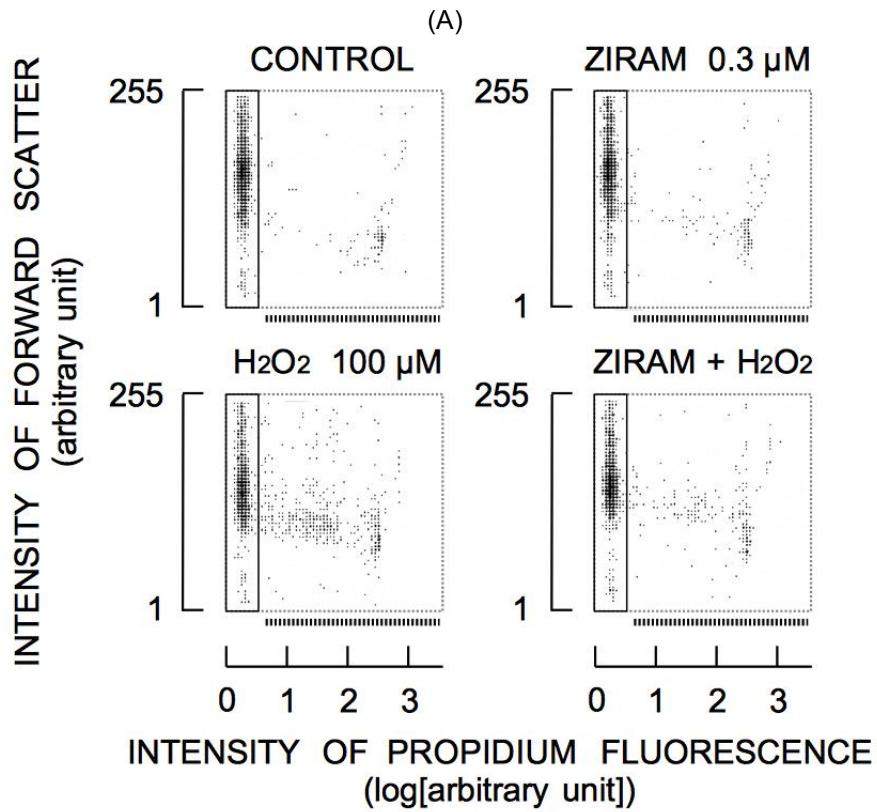 (A)
CONTROL
ZIRAM 0.3 µM
255
255
1
1
H2O2 100 µM
ZIRAM + H2O2
255
255
1
1
0 1 2 3
0 1 2 3
INTENSITY OF FORWARD SCATTER
(arbitrary unit)
INTENSITY OF PROPIDIUM FLUORESCENCE
(log[arbitrary unit])